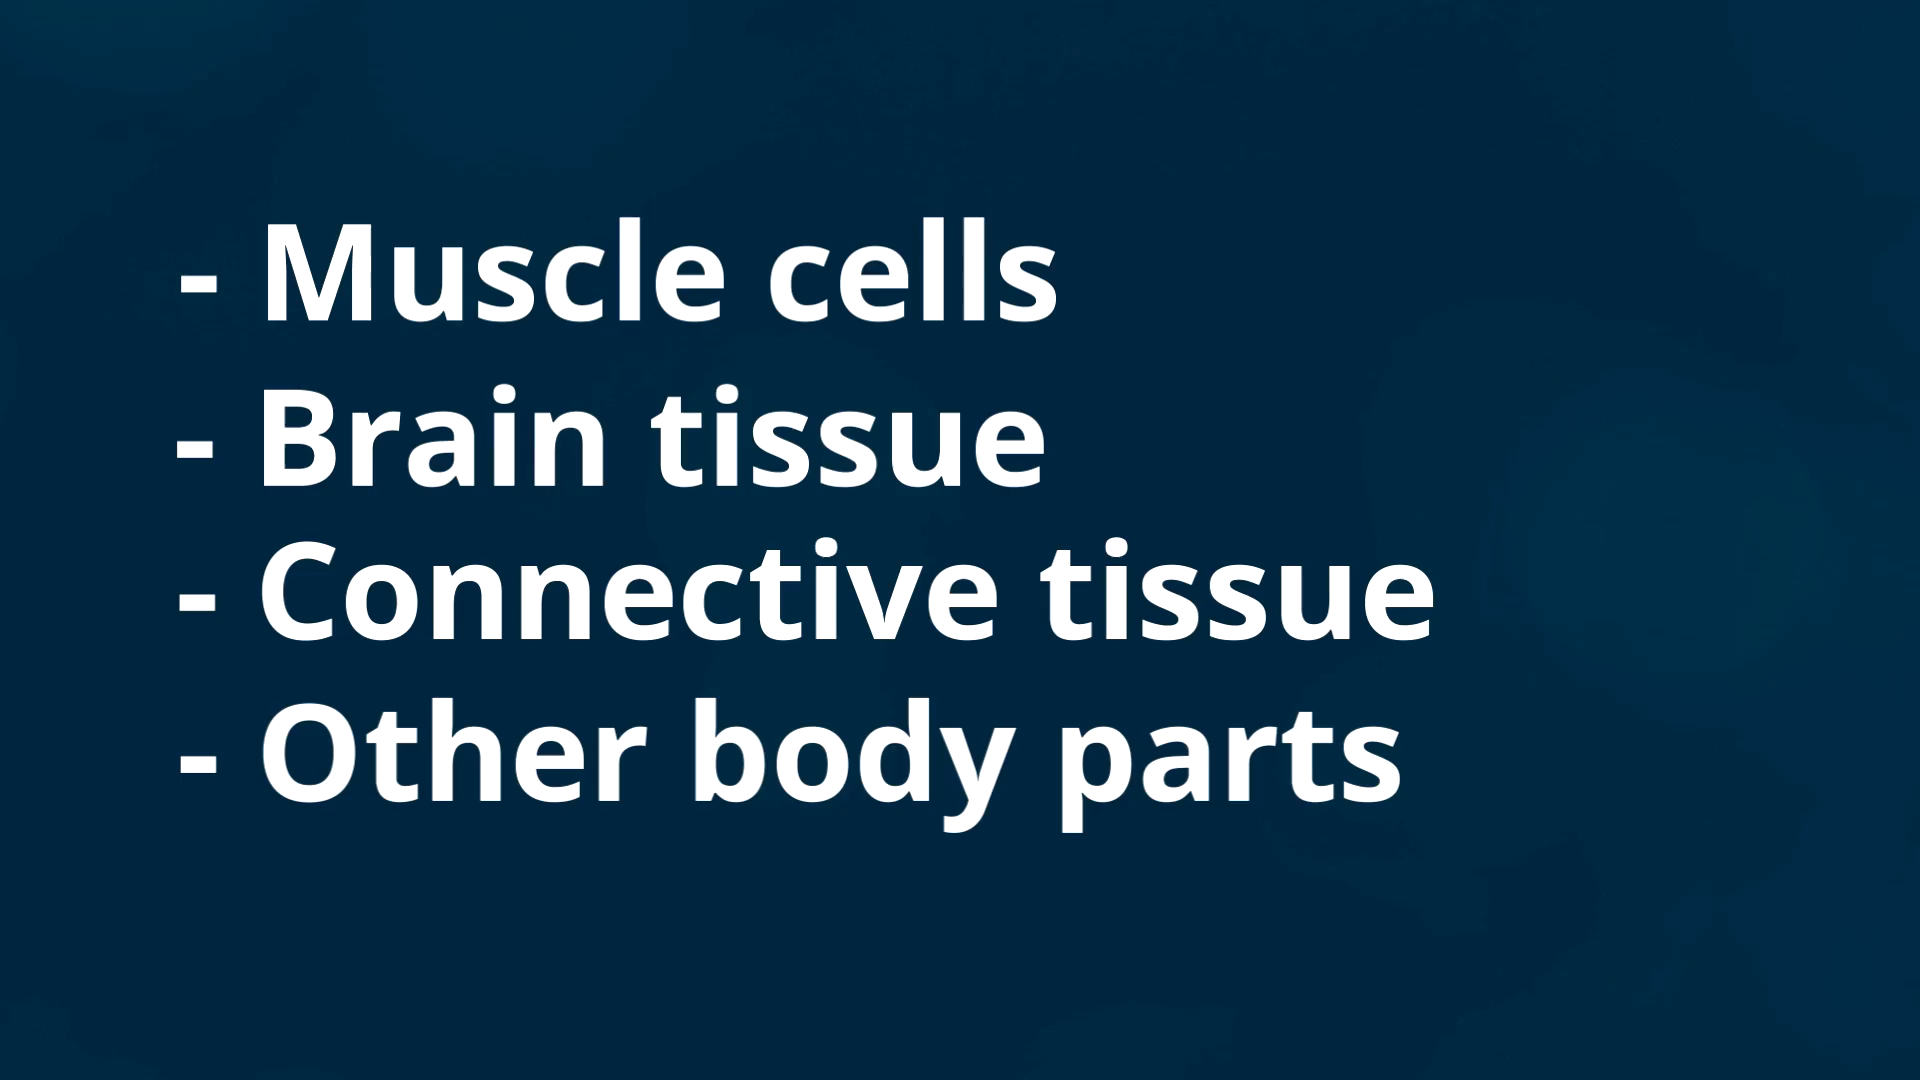 - Muscle cells
- Brain tissue
- Connective tissue
- Other body parts